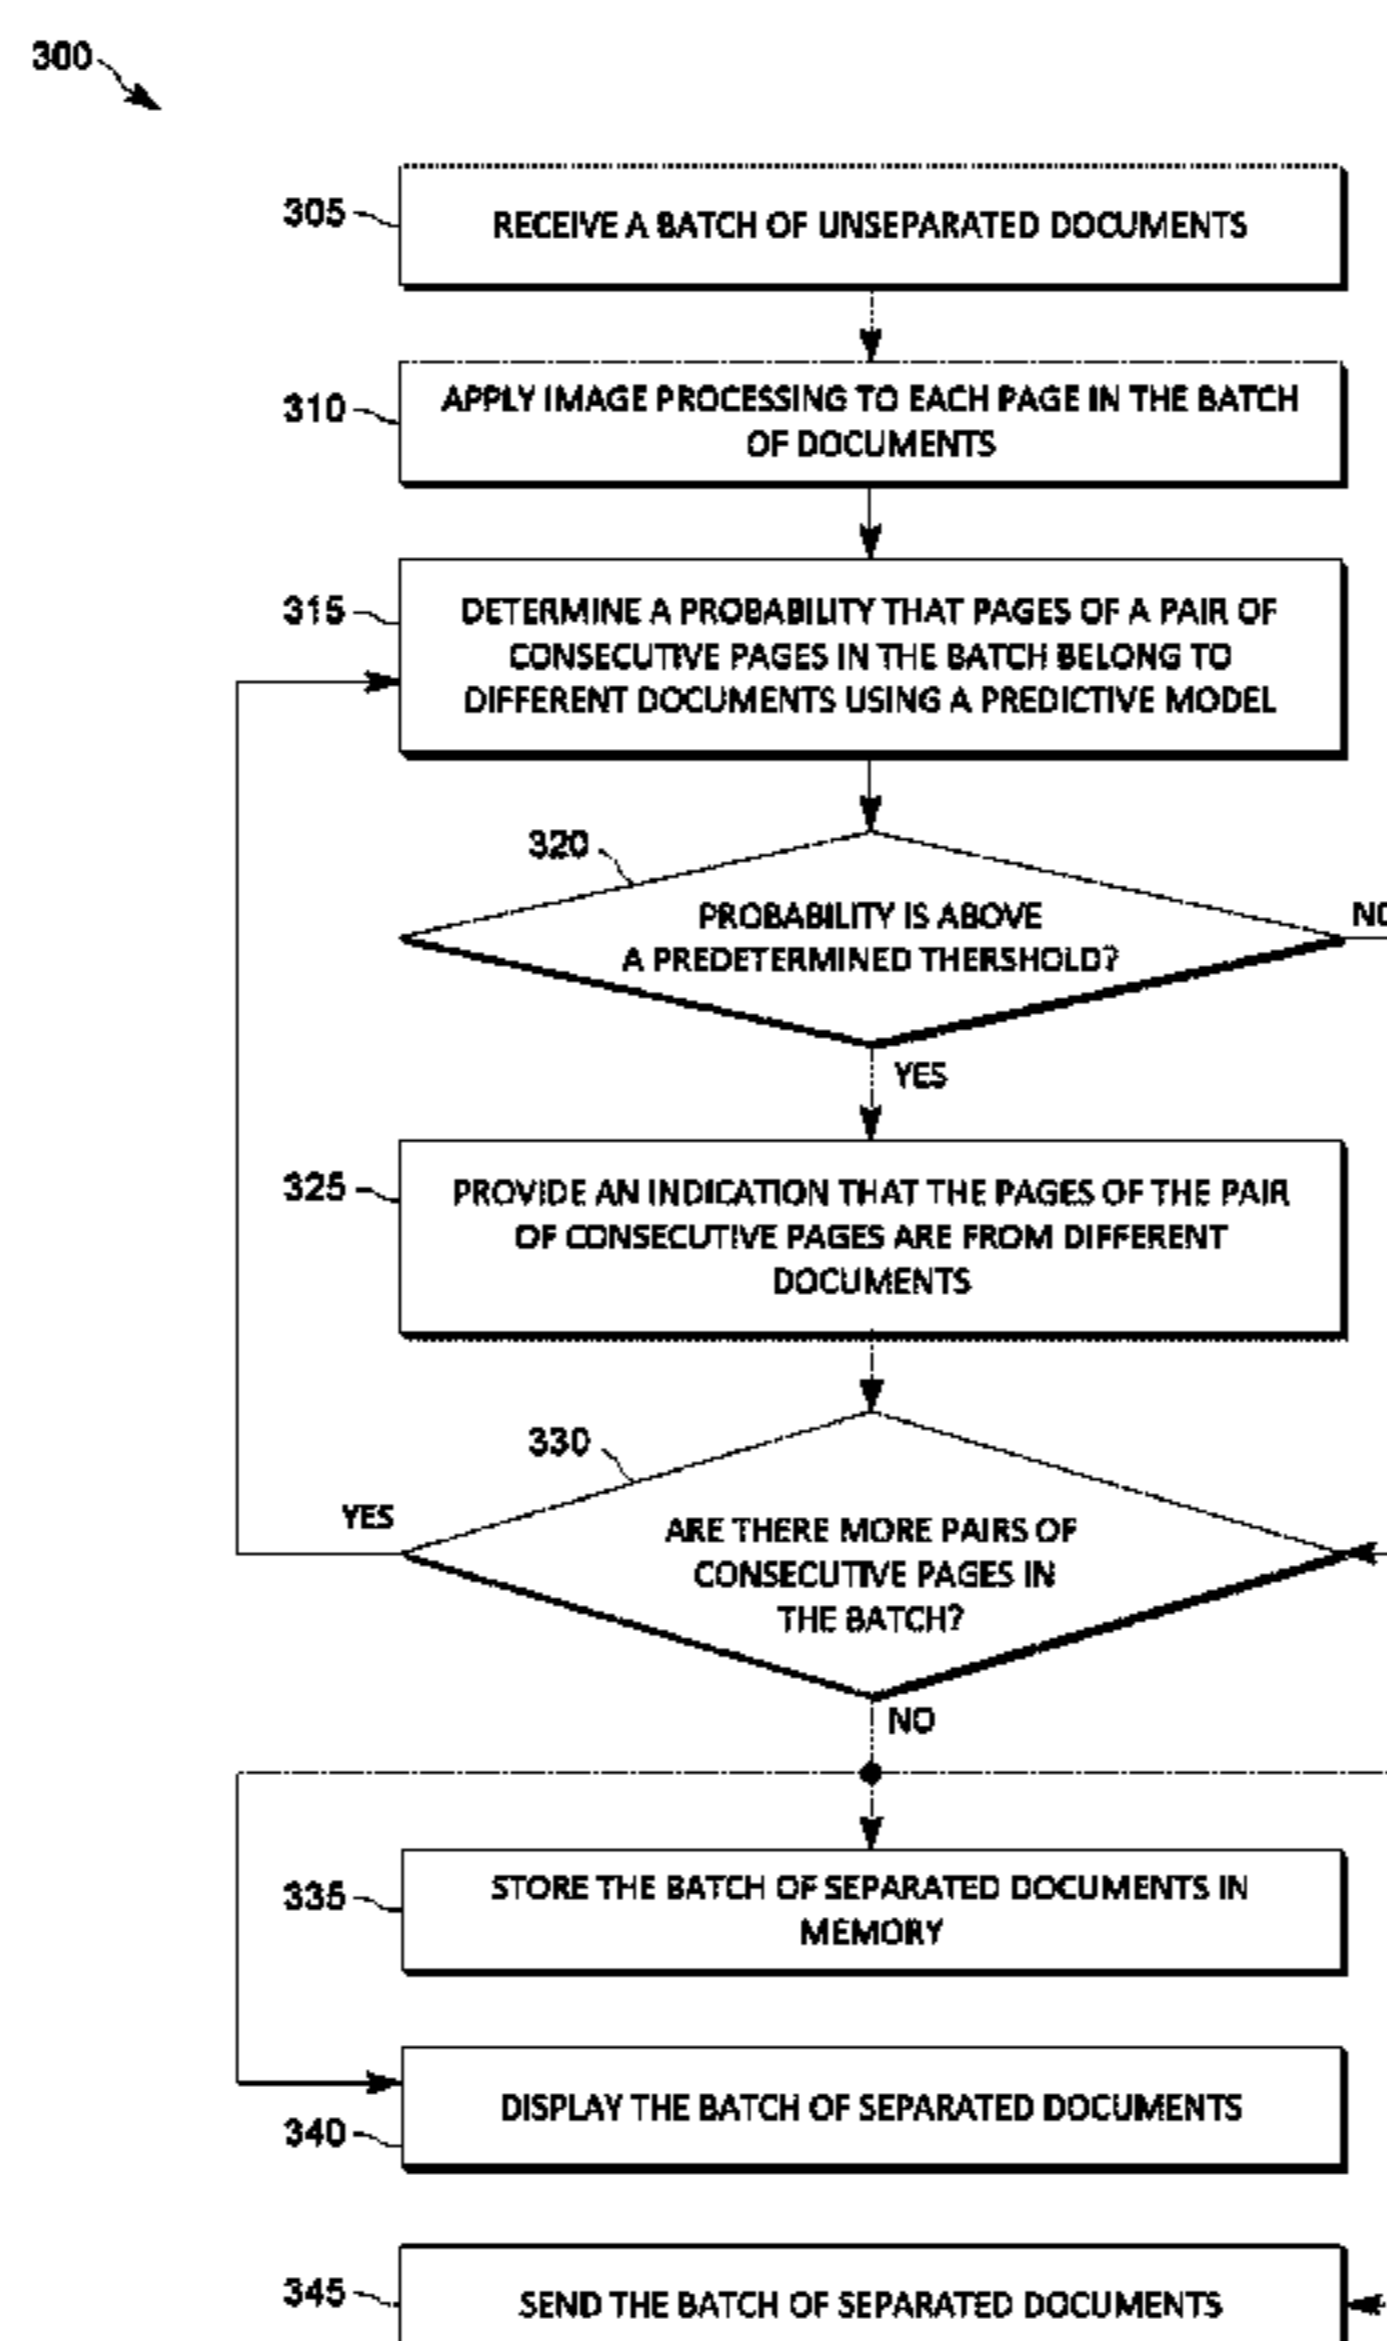 300
305
RECEIVE A BATCH OF UNSEPARATED DOCUMENTS
310
APPLY IMAGE PROCESSING TO EACH PAGE IN THE BATCH
OF DOCUMENTS
315
DETERMINE A PROBABILITY THAT PAGES OF A PAIR OF
CONSECUTIVE PAGES IN THE BATCH BELONG TO
DIFFERENT DOCUMENTS USING A PREDICTIVE MODEL
320
PROBABILITY IS ABOVE
A PREDETERMINED THERSHOLD?
NO
YES
325
PROVIDE AN INDICATION THAT THE PAGES OF THE PAIR
OF CONSECUTIVE PAGES ARE FROM DIFFERENT
DOCUMENTS
330
YES
ARE THERE MORE PAIRS OF
CONSECUTIVE PAGES IN
THE BATCH?
NO
335
STORE THE BATCH OF SEPARATED DOCUMENTS IN
MEMORY
DISPLAY THE BATCH OF SEPARATED DOCUMENTS
340
345
SEND THE BATCH OF SEPARATED DOCUMENTS